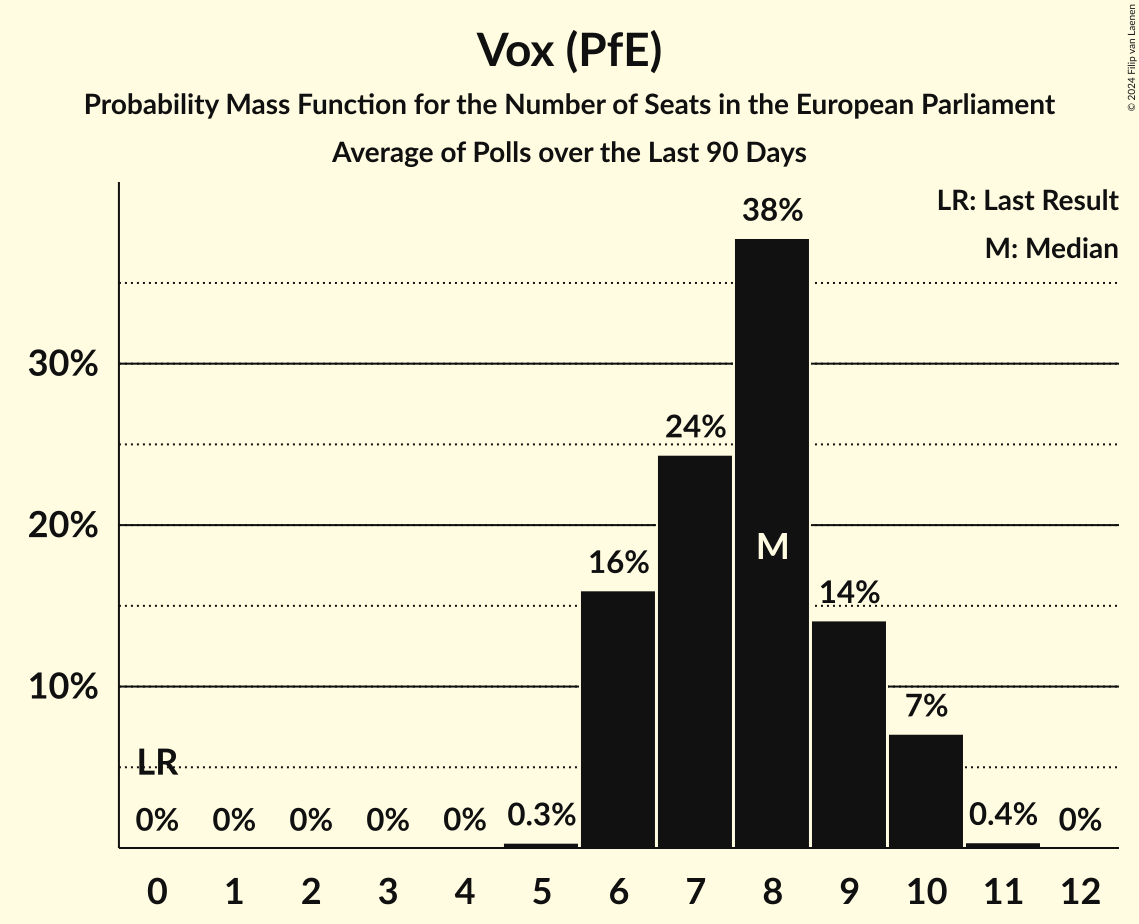 Vox (PfE)
Probability Mass Function for the Number of Seats in the European Parliament
Average of Polls over the Last 90 Days
© 2024 Filip van Laenen
LR: Last Result
M: Median
38%
30%
24%
20%
M
16%
14%
10%
7%
LR
0% 0% 0% 0% 0% 0.3% 0.4% 0%
0 1 2 3 4 5 6 7 8 9 10 11 12